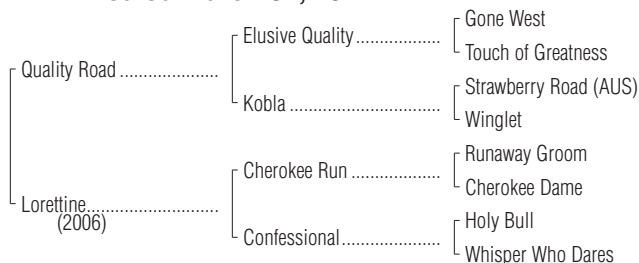 Gone West
Elusive Quality ..................
Touch of Greatness
Quality Road .....................
Strawberry Road (AUS)
Kobla ................................
Winglet
Runaway Groom
Cherokee Run ...................
Cherokee Dame
Lorettine............................
(2006)
Holy Bull
Confessional.....................
Whisper Who Dares